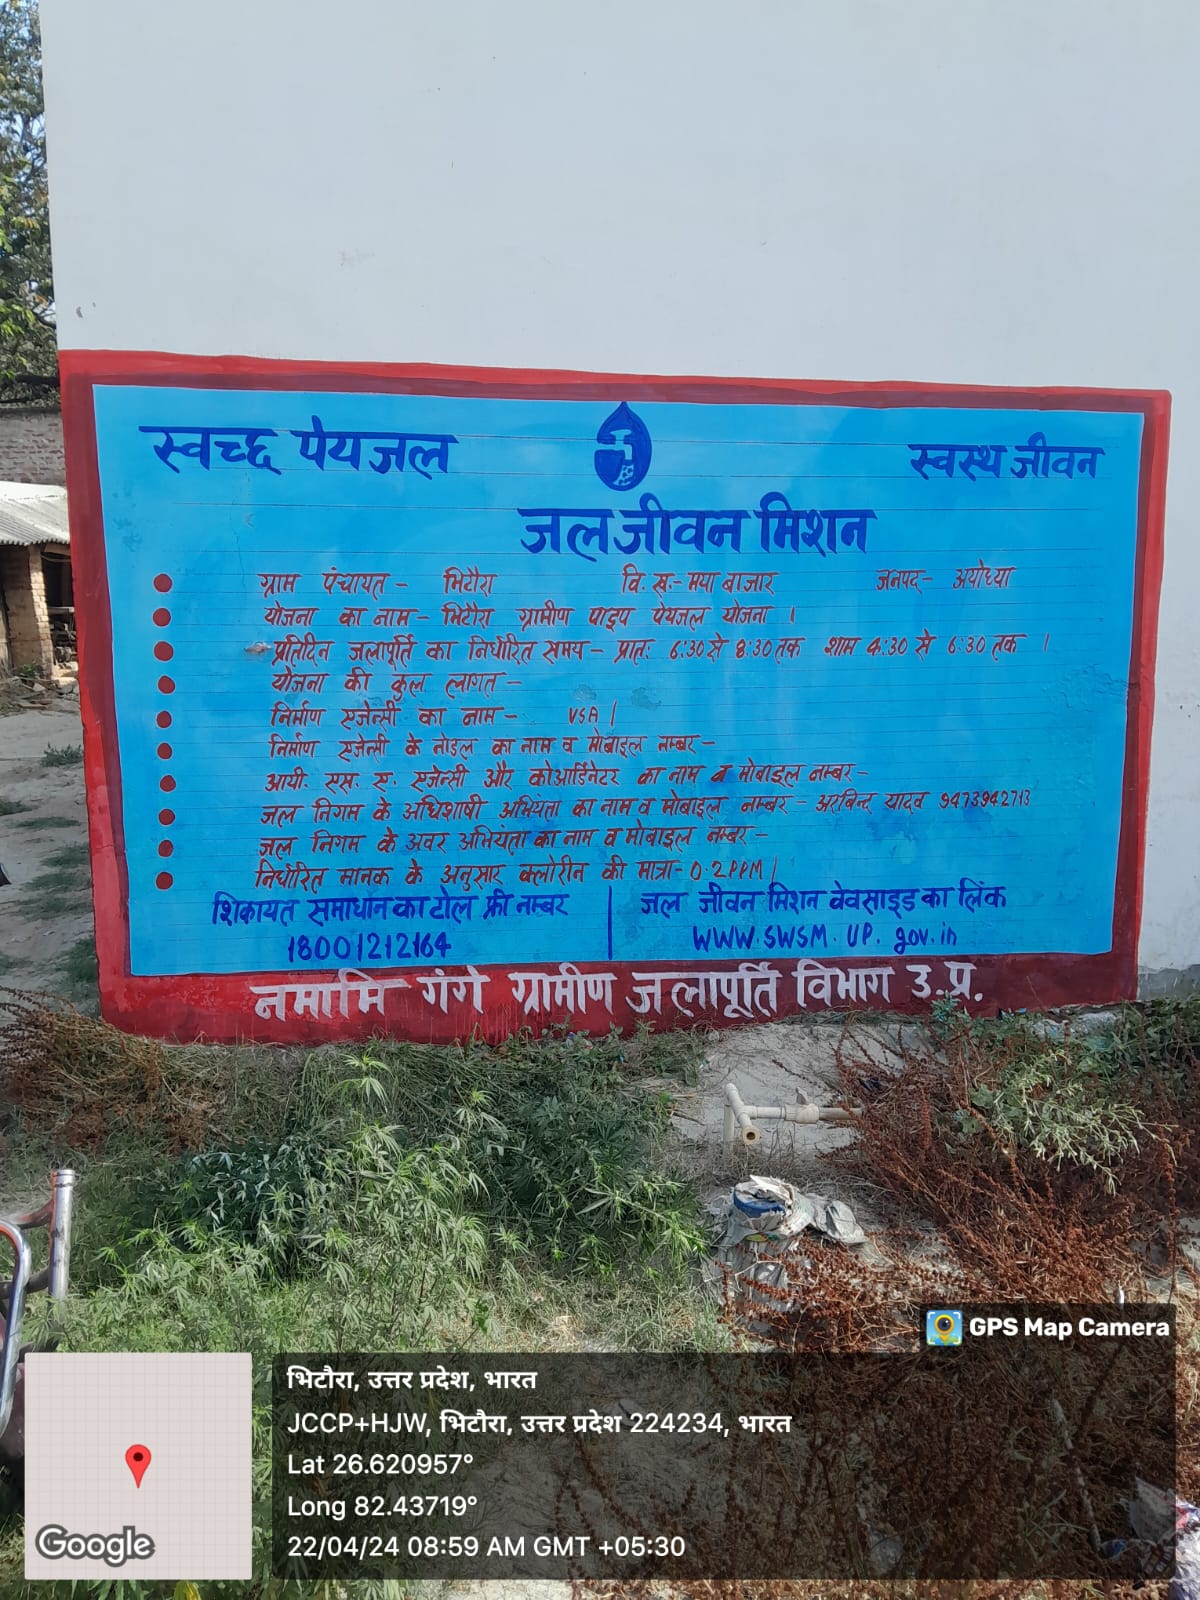 स्वच्छ पेयजल स्वस्थ जीवन
जल जीवन मिशन
ग्राम पंचायत - भिटौरा वि. ख. - मया बाजार जनपद - अयोध्या
योजना का नाम - भिटौरा ग्रामीण पाइप पेयजल योजना ।
प्रतिदिन जलापूर्ति का निर्धारित समय - प्रातः 6:30 से 8:30 तक शाम 4:30 से 6:30 तक ।
योजना की कुल लागत -
निर्माण एजेन्सी का नाम - VSA ।
निर्माण एजेन्सी के नोडल का नाम व मोबाइल नम्बर -
आयी. एस. ए. एजेन्सी और कोआर्डिनेटर का नाम व मोबाइल नम्बर -
जल निगम के अधिशाषी अभियंता का नाम व मोबाइल नम्बर - अरबिन्द यादव 9473942713
जल निगम के अवर अभियंता का नाम व मोबाइल नम्बर -
निर्धारित मानक के अनुसार क्लोरीन की मात्रा - 0.2PPM ।
शिकायत समाधान का टोल फ्री नाम्बर
18001212164
जल जीवन मिशन वेवसाइड का लिंक
WWW.SWSM.UP.gov.in
नमामि गंगे ग्रामीण जलापूर्ति विभाग उ.प्र.
GPS Map Camera
भिटौरा, उत्तर प्रदेश, भारत
JCCP+HJW, भिटौरा, उत्तर प्रदेश 224234, भारत
Lat 26.620957°
Long 82.43719°
22/04/24 08:59 AM GMT +05:30
Google